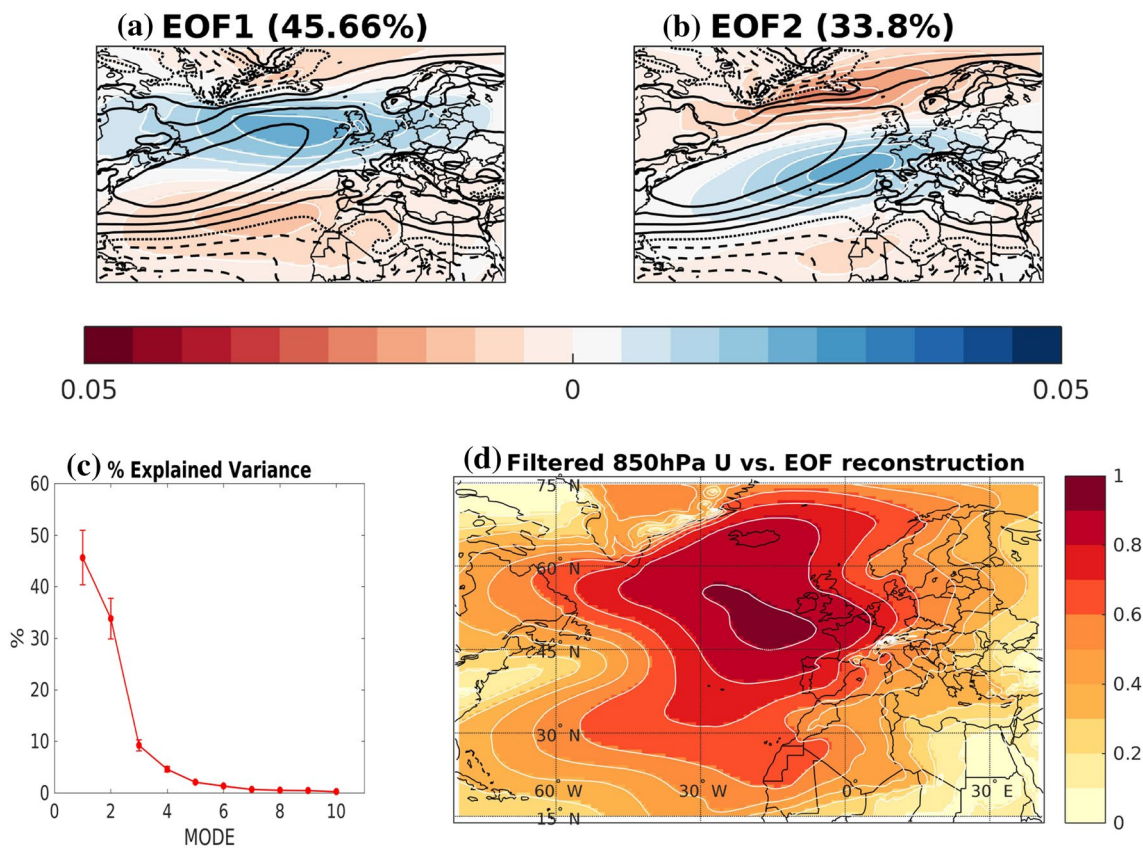 (a) EOF1 (45.66%)
(b) EOF2 (33.8%)
0.05 0 0.05
(c) % Explained Variance
60
50
40
30
20
10
0
%
0 2 4 6 8 10
MODE
(d) Filtered 850hPa U vs. EOF reconstruction
75° N
60° N
45° N
30° N
15° N
60° W 30° W 0° 30° E
1
0.8
0.6
0.4
0.2
0